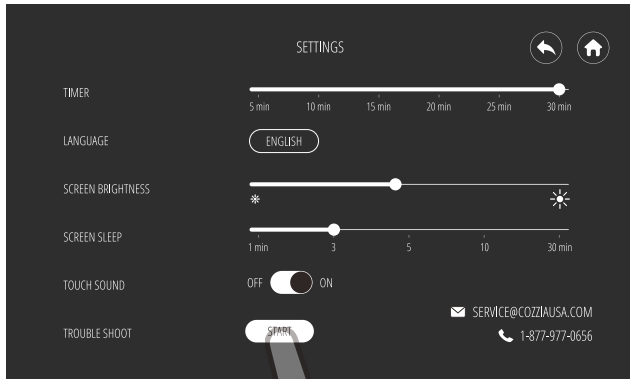 SETTINGS
TIMER
5 min 10 min 15 min 20 min 25 min 30 min
LANGUAGE ENGLISH
SCREEN BRIGHTNESS
SCREEN SLEEP
1 min 3 5 10 30 min
TOUCH SOUND OFF ON
SERVICE@COZZIAUSA.COM
TROUBLE SHOOT START 1-877-977-0656